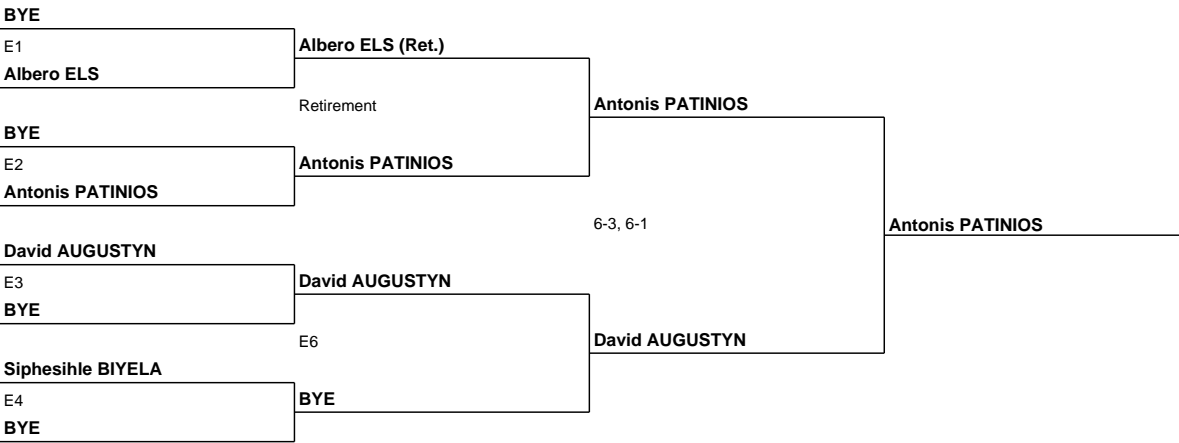 BYE
E1
Albero ELS (Ret.)
Albero ELS
Retirement
Antonis PATINIOS
BYE
E2
Antonis PATINIOS
Antonis PATINIOS
6-3, 6-1
Antonis PATINIOS
David AUGUSTYN
E3
David AUGUSTYN
BYE
E6
David AUGUSTYN
Siphesihle BIYELA
E4
BYE
BYE